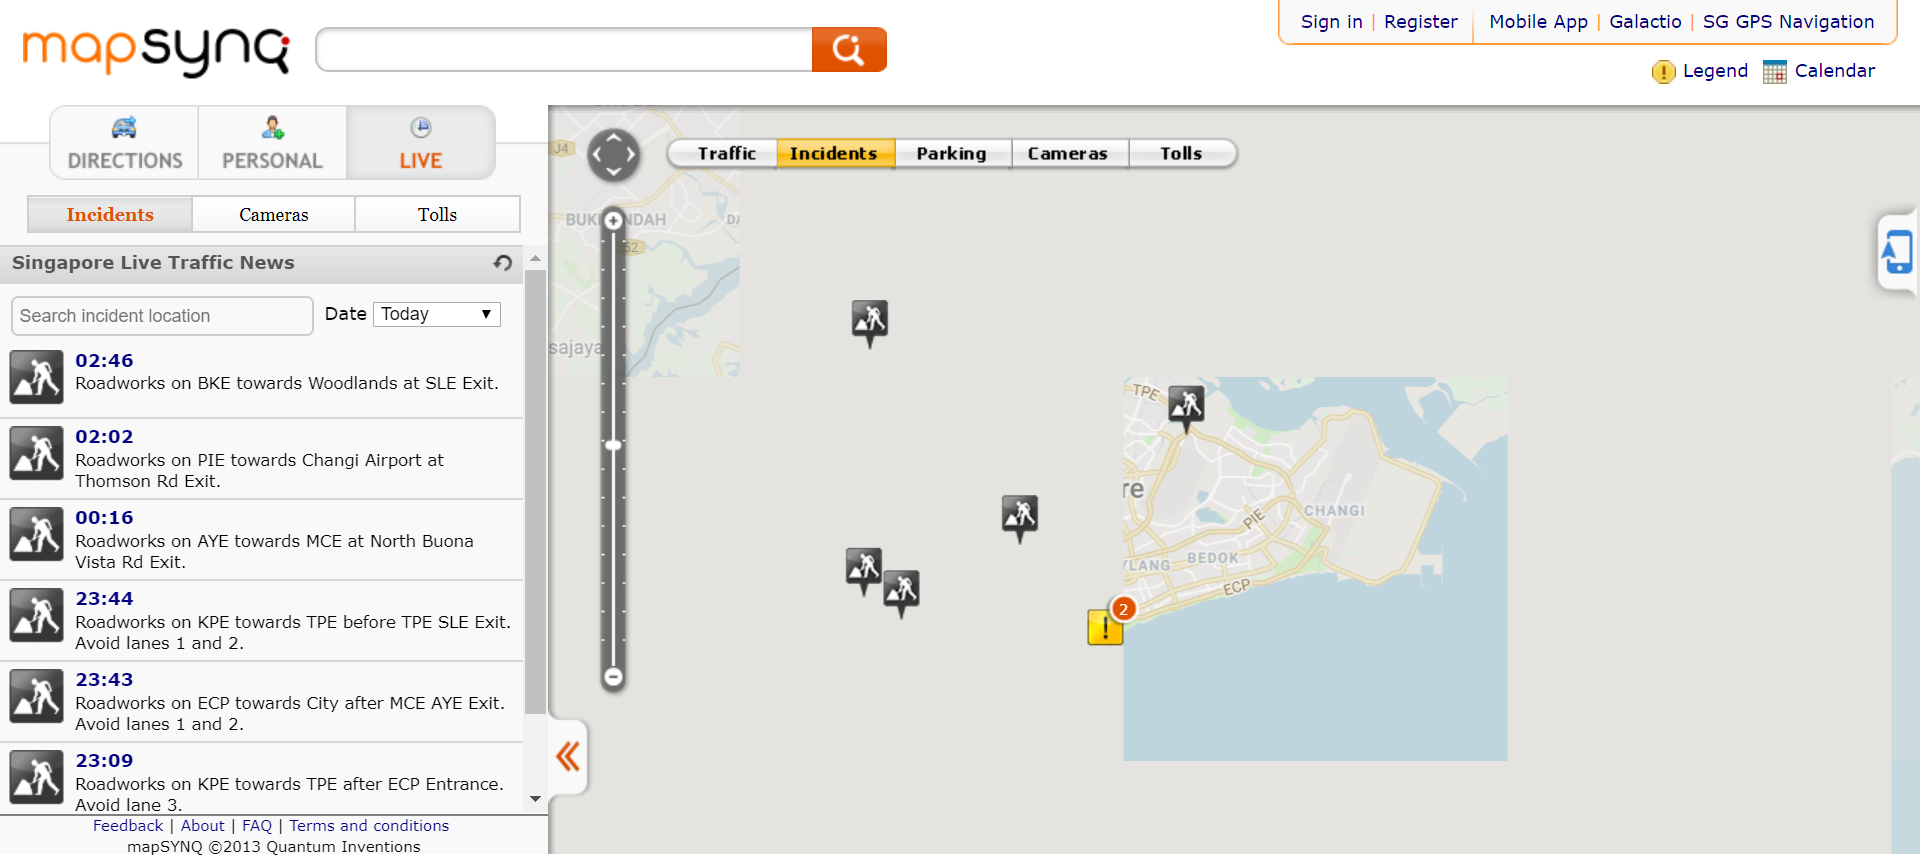 mapsynq
Sign in | Register
Mobile App | Galactio | SG GPS Navigation
Legend
Calendar
DIRECTIONS
PERSONAL
LIVE
Incidents
Cameras
Tolls
Singapore Live Traffic News
Search incident location
Date
Today
02:46
Roadworks on BKE towards Woodlands at SLE Exit.
02:02
Roadworks on PIE towards Changi Airport at
Thomson Rd Exit.
00:16
Roadworks on AYE towards MCE at North Buona
Vista Rd Exit.
23:44
Roadworks on KPE towards TPE before TPE SLE Exit.
Avoid lanes 1 and 2.
23:43
Roadworks on ECP towards City after MCE AYE Exit.
Avoid lanes 1 and 2.
23:09
Roadworks on KPE towards TPE after ECP Entrance.
Avoid lane 3.
Feedback | About | FAQ | Terms and conditions
mapSYNQ ©2013 Quantum Inventions
Traffic
Incidents
Parking
Cameras
Tolls
J4
52
sajaya
TPE
re
CHANGI
PIE
BEDOK
YLANG
ECP
2